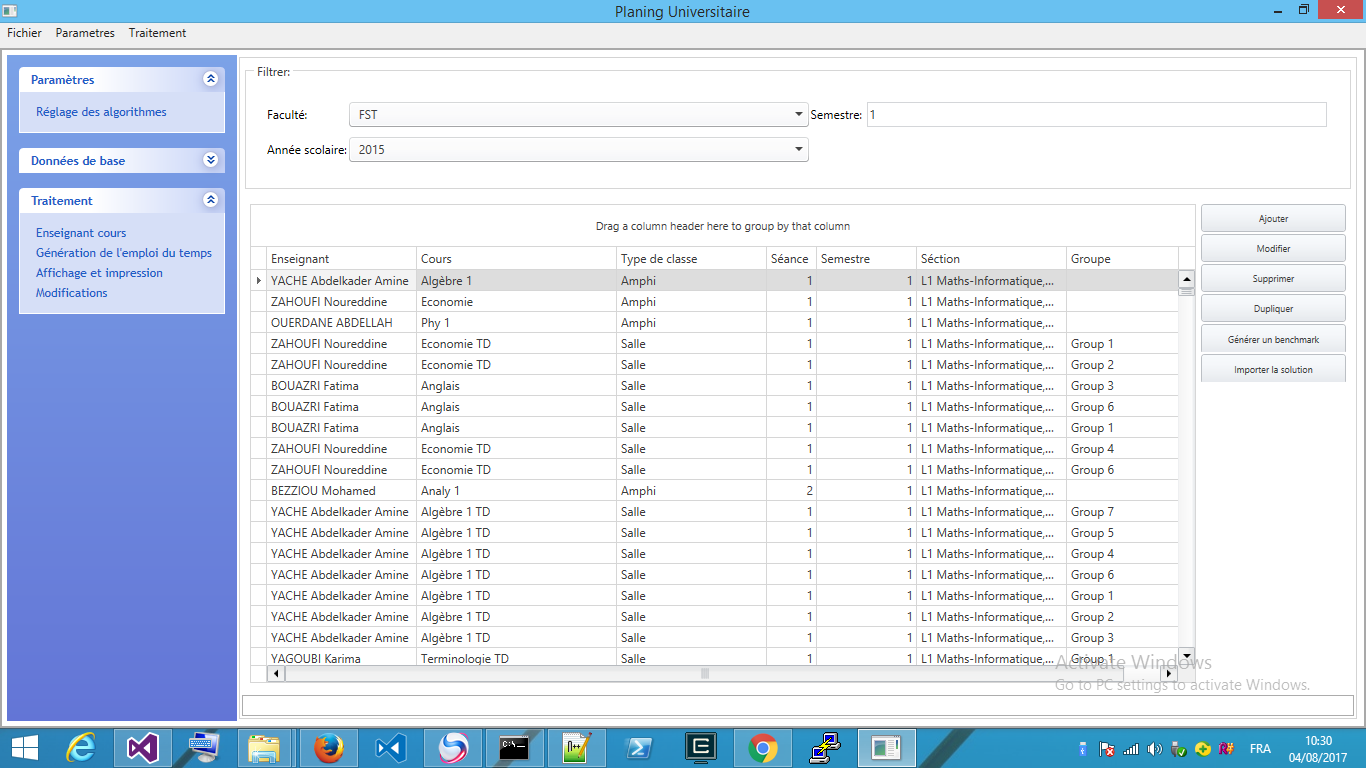 Planing Universitaire
Fichier Parametres Traitement
Paramètres
Réglage des algorithmes
Données de base
Traitement
Enseignant cours
Génération de l'emploi du temps
Affichage et impression
Modifications
Filtrer:
Faculté: FST Semestre: 1
Année scolaire: 2015
Drag a column header here to group by that column
Enseignant Cours Type de classe Séance Semestre Séction Groupe
YACHE Abdelkader Amine Algèbre 1 Amphi 1 1 L1 Maths-Informatique,...
ZAHOUFI Noureddine Economie Amphi 1 1 L1 Maths-Informatique,...
OUERDANE ABDELLAH Phy 1 Amphi 1 1 L1 Maths-Informatique,...
ZAHOUFI Noureddine Economie TD Salle 1 1 L1 Maths-Informatique,... Group 1
ZAHOUFI Noureddine Economie TD Salle 1 1 L1 Maths-Informatique,... Group 2
BOUAZRI Fatima Anglais Salle 1 1 L1 Maths-Informatique,... Group 3
BOUAZRI Fatima Anglais Salle 1 1 L1 Maths-Informatique,... Group 6
BOUAZRI Fatima Anglais Salle 1 1 L1 Maths-Informatique,... Group 1
ZAHOUFI Noureddine Economie TD Salle 1 1 L1 Maths-Informatique,... Group 4
ZAHOUFI Noureddine Economie TD Salle 1 1 L1 Maths-Informatique,... Group 6
BEZZIOU Mohamed Analy 1 Amphi 2 1 L1 Maths-Informatique,...
YACHE Abdelkader Amine Algèbre 1 TD Salle 1 1 L1 Maths-Informatique,... Group 7
YACHE Abdelkader Amine Algèbre 1 TD Salle 1 1 L1 Maths-Informatique,... Group 5
YACHE Abdelkader Amine Algèbre 1 TD Salle 1 1 L1 Maths-Informatique,... Group 4
YACHE Abdelkader Amine Algèbre 1 TD Salle 1 1 L1 Maths-Informatique,... Group 6
YACHE Abdelkader Amine Algèbre 1 TD Salle 1 1 L1 Maths-Informatique,... Group 1
YACHE Abdelkader Amine Algèbre 1 TD Salle 1 1 L1 Maths-Informatique,... Group 2
YACHE Abdelkader Amine Algèbre 1 TD Salle 1 1 L1 Maths-Informatique,... Group 3
YAGOUBI Karima Terminologie TD Salle 1 1 L1 Maths-Informatique,... Group 1
Ajouter
Modifier
Supprimer
Dupliquer
Générer un benchmark
Importer la solution
Activate Windows
Go to PC settings to activate Windows.
FRA
10:30
04/08/2017